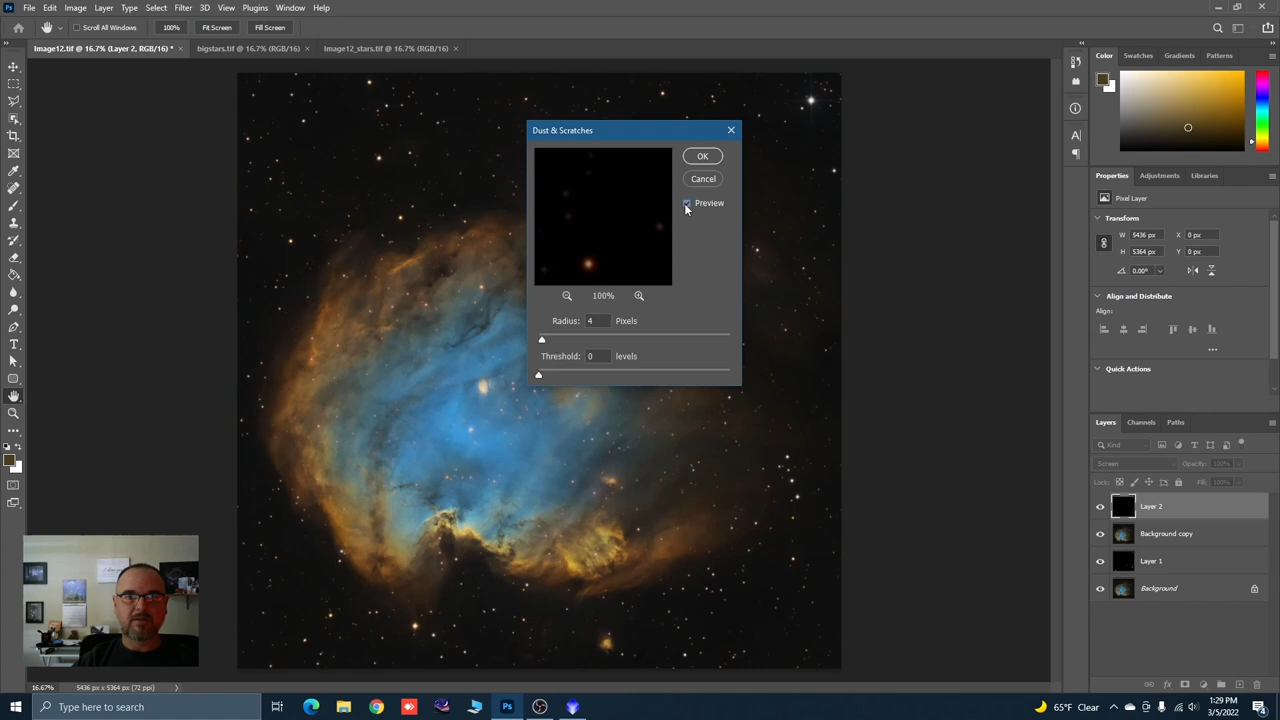 Ps File Edit Image Layer Type Select Filter 3D View Plugins Window Help
Scroll All Windows 100% Fit Screen Fill Screen
Image12.tif @ 16.7% (Layer 2, RGB/16) * × bigstars.tif @ 16.7% (RGB/16) × Image12_stars.tif @ 16.7% (RGB/16) ×
Color Swatches Gradients Patterns
Dust & Scratches
OK
Cancel
Preview
100%
Radius: 4 Pixels
Threshold: 0 levels
Properties Adjustments Libraries
Pixel Layer
Transform
W 5436 px X 0 px
H 5364 px Y 0 px
0.00°
Align and Distribute
Align:
Quick Actions
Layers Channels Paths
Kind
Screen Opacity: 100%
Lock: Fill: 100%
Layer 2
Background copy
Layer 1
Background
16.67% 5436 px x 5364 px (72 ppi)
Type here to search
Ps
65°F Clear
1:29 PM
3/5/2022